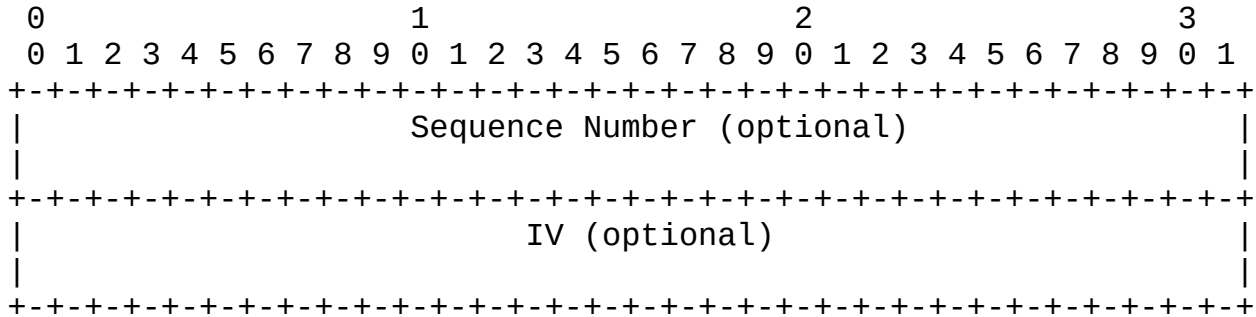 0                   1                   2                   3
 0 1 2 3 4 5 6 7 8 9 0 1 2 3 4 5 6 7 8 9 0 1 2 3 4 5 6 7 8 9 0 1
+-+-+-+-+-+-+-+-+-+-+-+-+-+-+-+-+-+-+-+-+-+-+-+-+-+-+-+-+-+-+-+-+
|                    Sequence Number (optional)                 |
|                                                               |
+-+-+-+-+-+-+-+-+-+-+-+-+-+-+-+-+-+-+-+-+-+-+-+-+-+-+-+-+-+-+-+-+
|                          IV (optional)                        |
|                                                               |
+-+-+-+-+-+-+-+-+-+-+-+-+-+-+-+-+-+-+-+-+-+-+-+-+-+-+-+-+-+-+-+-+